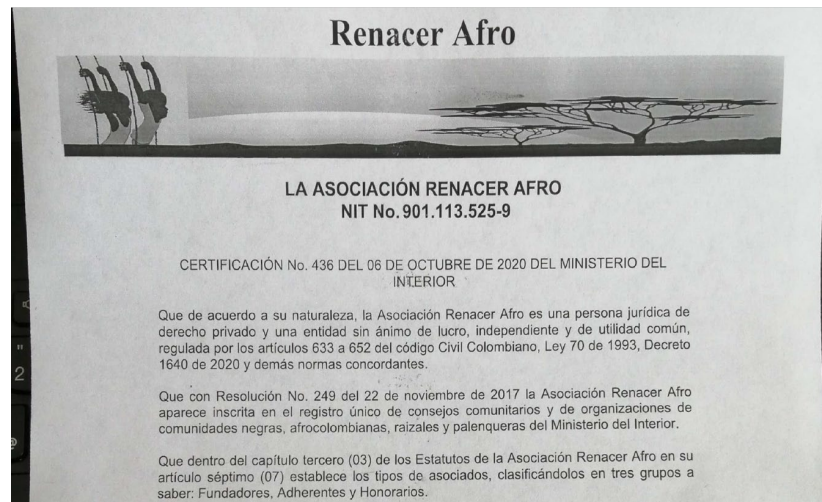 Renacer Afro
LA ASOCIACIÓN RENACER AFRO
NIT No. 901.113.525-9
CERTIFICACIÓN No. 436 DEL 06 DE OCTUBRE DE 2020 DEL MINISTERIO DEL
INTERIOR
Que de acuerdo a su naturaleza, la Asociación Renacer Afro es una persona jurídica de
derecho privado y una entidad sin ánimo de lucro, independiente y de utilidad común,
regulada por los artículos 633 a 652 del código Civil Colombiano, Ley 70 de 1993, Decreto
1640 de 2020 y demás normas concordantes.
Que con Resolución No. 249 del 22 de noviembre de 2017 la Asociación Renacer Afro
aparece inscrita en el registro único de consejos comunitarios y de organizaciones de
comunidades negras, afrocolombianas, raizales y palenqueras del Ministerio del Interior.
Que dentro del capítulo tercero (03) de los Estatutos de la Asociación Renacer Afro en su
artículo séptimo (07) establece los tipos de asociados, clasificándolos en tres grupos a
saber: Fundadores, Adherentes y Honorarios.
"
2